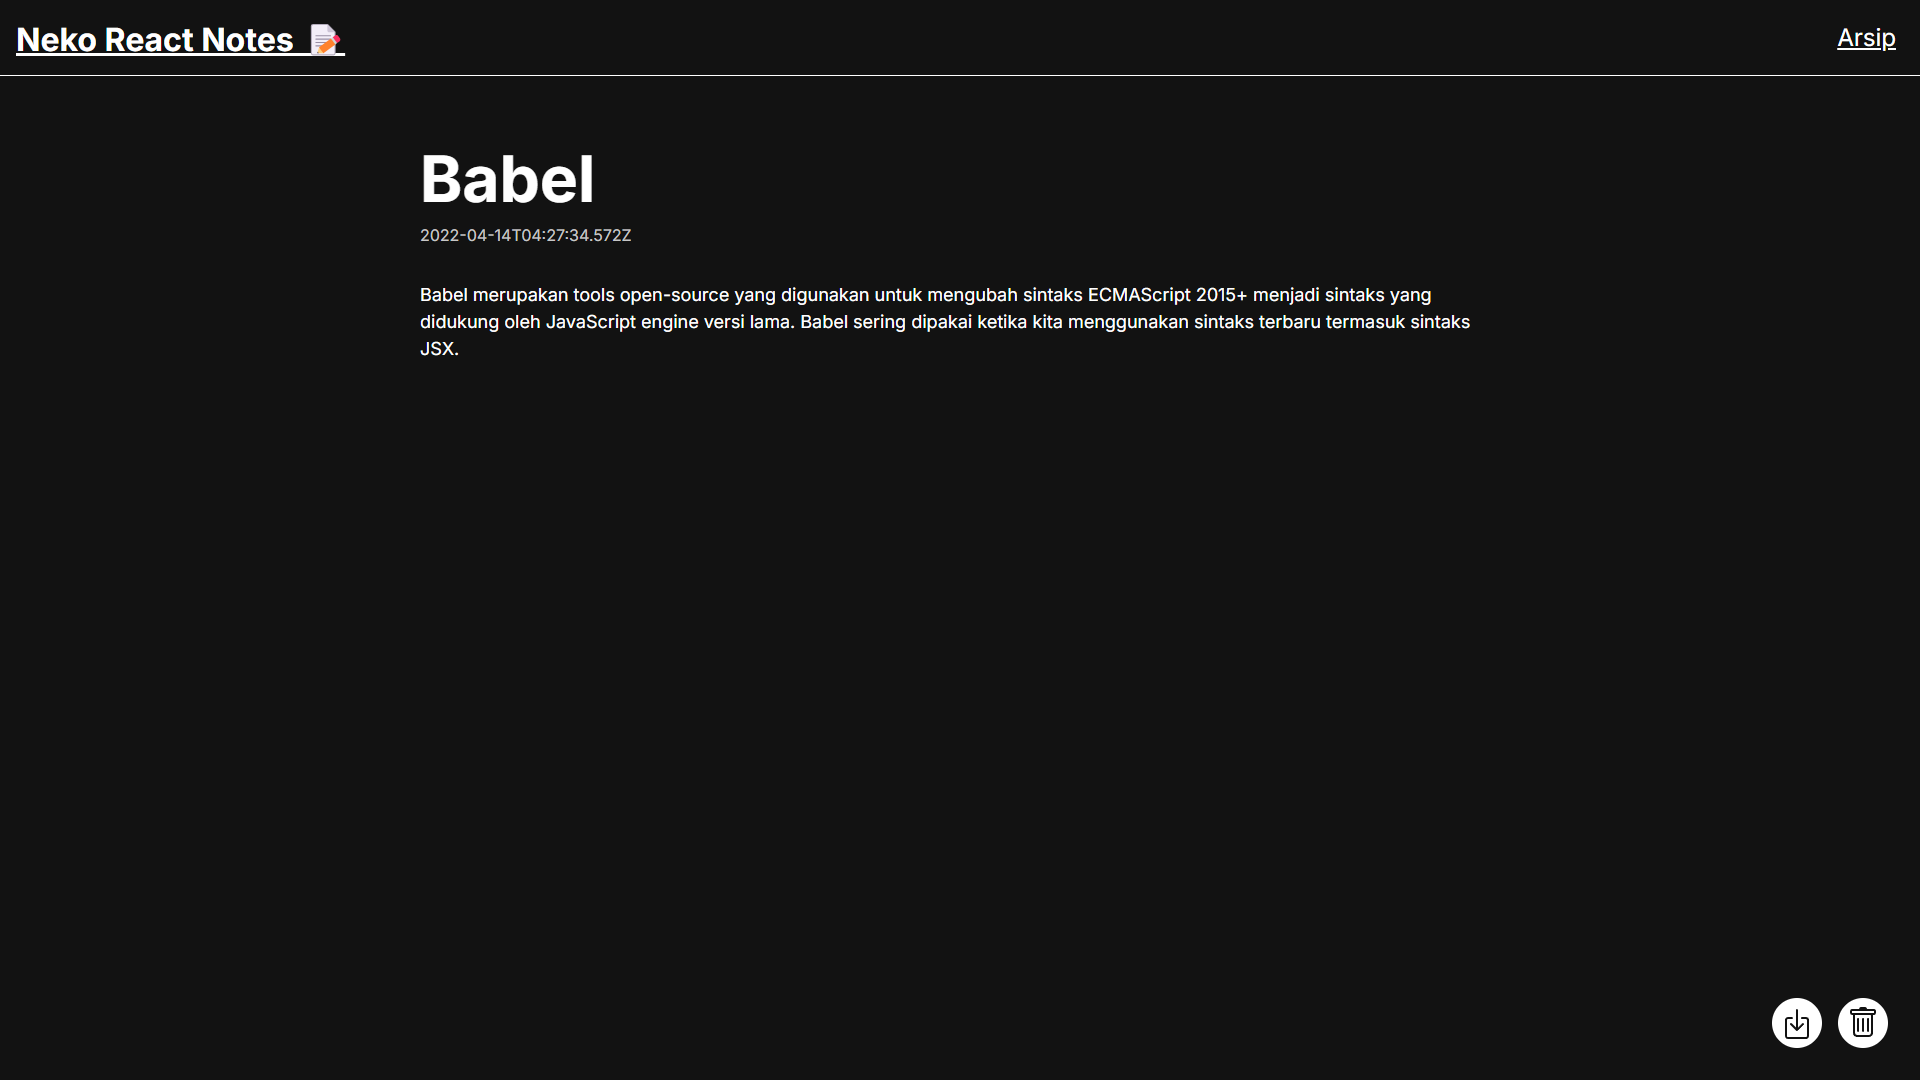 Neko React Notes 📝
Arsip
Babel
2022-04-14T04:27:34.572Z
Babel merupakan tools open-source yang digunakan untuk mengubah sintaks ECMAScript 2015+ menjadi sintaks yang
didukung oleh JavaScript engine versi lama. Babel sering dipakai ketika kita menggunakan sintaks terbaru termasuk sintaks
JSX.